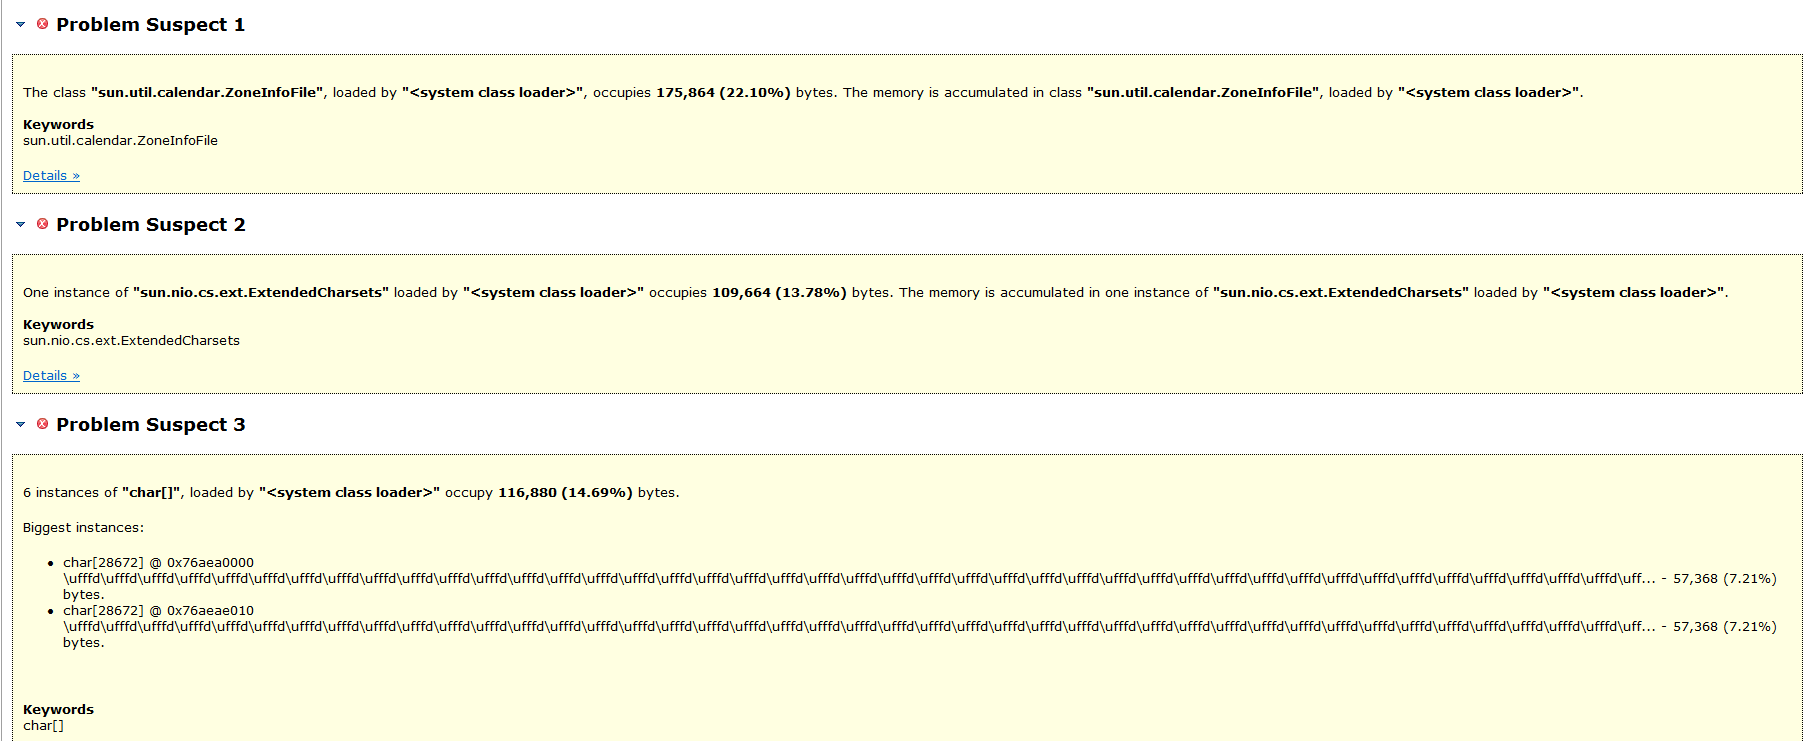 Problem Suspect 1
The class "sun.util.calendar.ZoneInfoFile", loaded by "<system class loader>", occupies 175,864 (22.10%) bytes. The memory is accumulated in class "sun.util.calendar.ZoneInfoFile", loaded by "<system class loader>".
Keywords
sun.util.calendar.ZoneInfoFile
Details »
Problem Suspect 2
One instance of "sun.nio.cs.ext.ExtendedCharsets" loaded by "<system class loader>" occupies 109,664 (13.78%) bytes. The memory is accumulated in one instance of "sun.nio.cs.ext.ExtendedCharsets" loaded by "<system class loader>".
Keywords
sun.nio.cs.ext.ExtendedCharsets
Details »
Problem Suspect 3
6 instances of "char[]", loaded by "<system class loader>" occupy 116,880 (14.69%) bytes.
Biggest instances:
• char[28672] @ 0x76aea0000
\ufffd\ufffd\ufffd\ufffd\ufffd\ufffd\ufffd\ufffd\ufffd\ufffd\ufffd\ufffd\ufffd\ufffd\ufffd\ufffd\ufffd\ufffd\ufffd\ufffd\ufffd\ufffd\ufffd\ufffd\ufffd\ufffd\ufffd\ufffd\ufffd\ufffd\ufffd\ufffd\ufffd\ufffd\ufffd\ufffd\ufffd\ufffd\ufffd\ufffd\ufffd\ufffd\uff... - 57,368 (7.21%)
bytes.
• char[28672] @ 0x76aeae010
\ufffd\ufffd\ufffd\ufffd\ufffd\ufffd\ufffd\ufffd\ufffd\ufffd\ufffd\ufffd\ufffd\ufffd\ufffd\ufffd\ufffd\ufffd\ufffd\ufffd\ufffd\ufffd\ufffd\ufffd\ufffd\ufffd\ufffd\ufffd\ufffd\ufffd\ufffd\ufffd\ufffd\ufffd\ufffd\ufffd\ufffd\ufffd\ufffd\ufffd\ufffd\ufffd\uff... - 57,368 (7.21%)
bytes.
Keywords
char[]